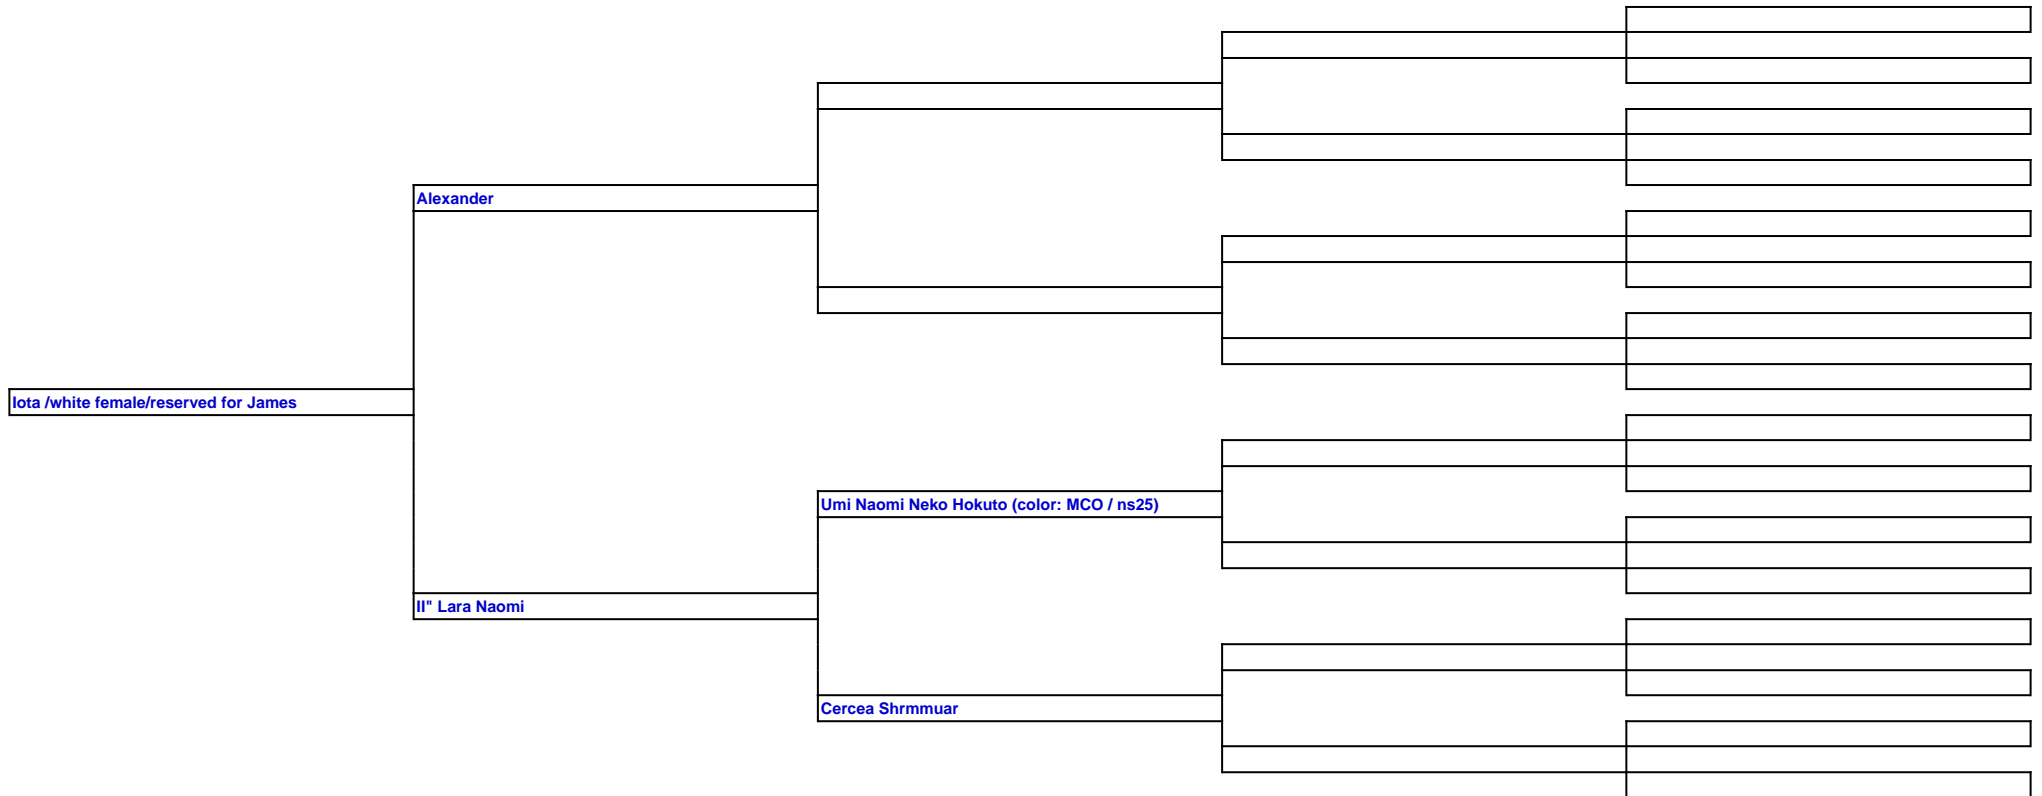 Alexander
Iota /white female/reserved for James
Umi Naomi Neko Hokuto (color: MCO / ns25)
II" Lara Naomi
Cercea Shrmmuar